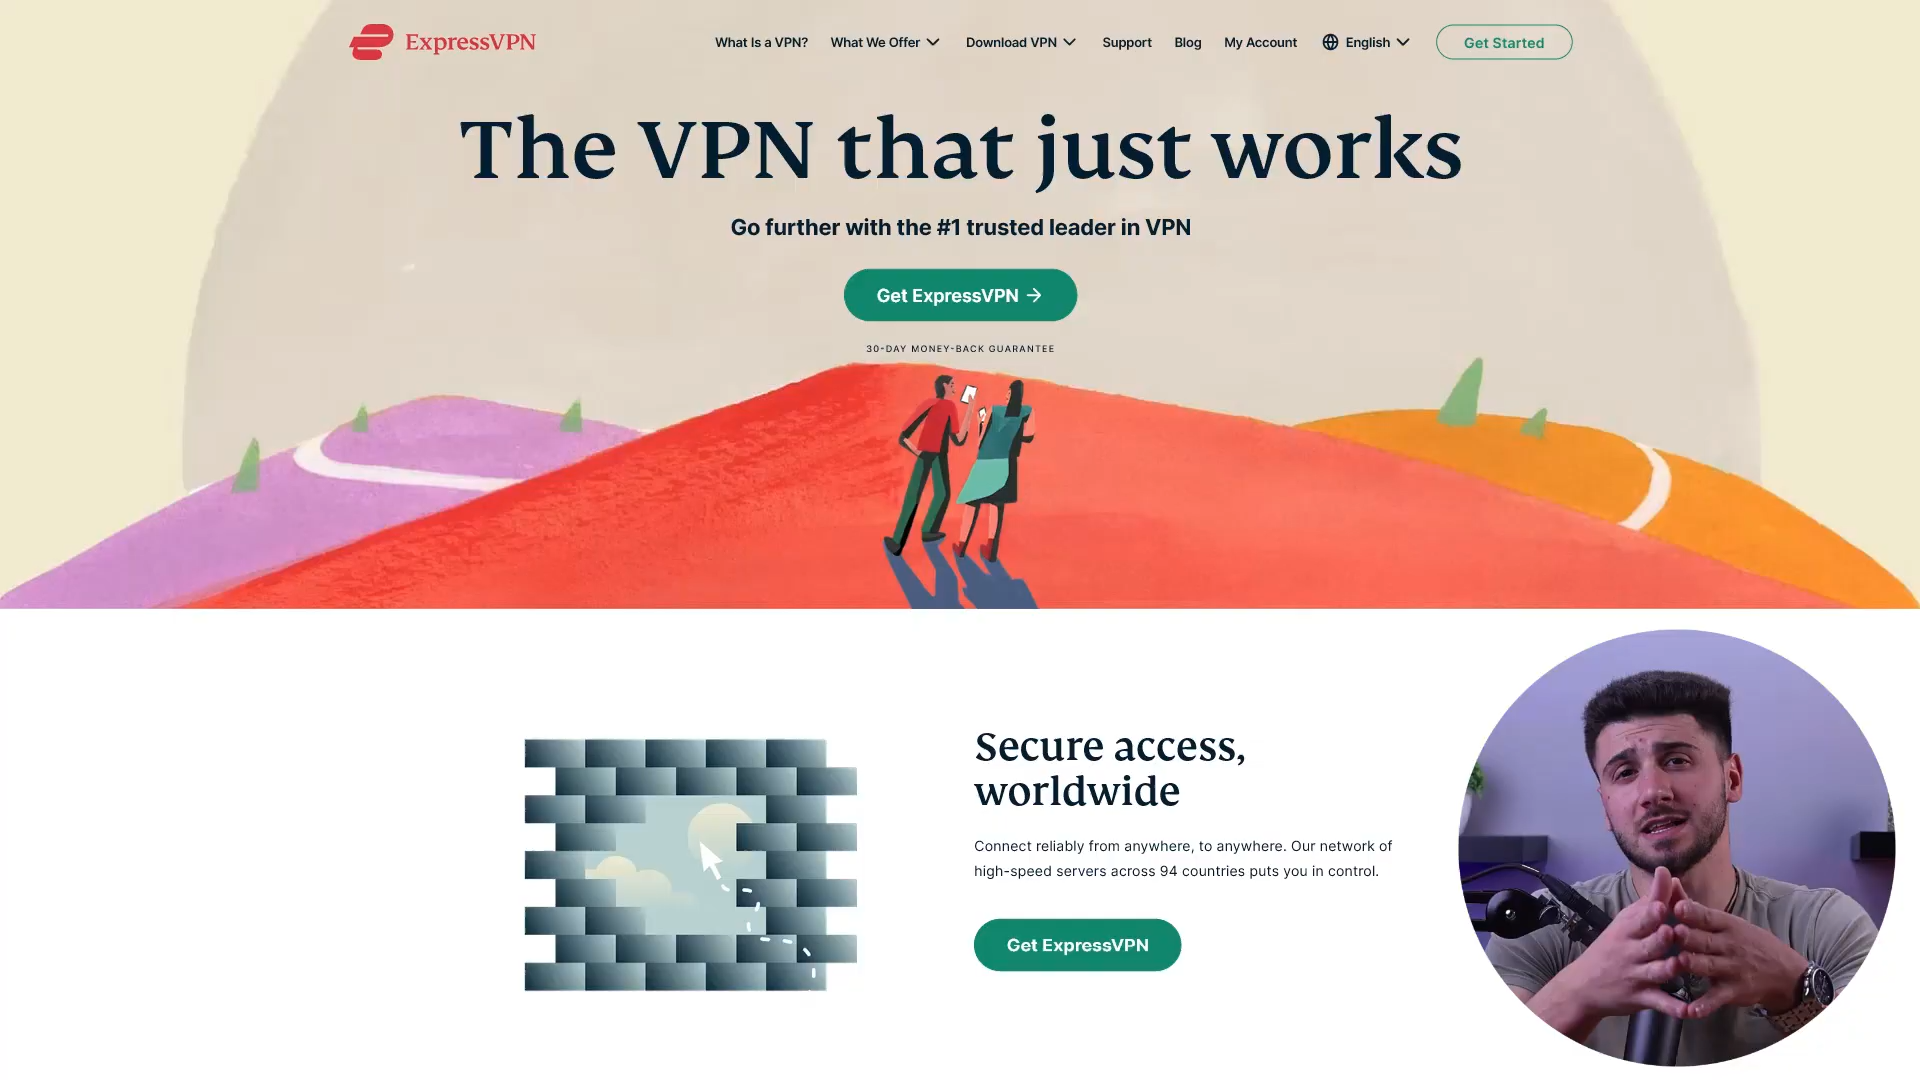 ExpressVPN
What Is a VPN?
What We Offer
Download VPN
Support
Blog
My Account
English
Get Started
The VPN that just works
Go further with the #1 trusted leader in VPN
Get ExpressVPN →
30-DAY MONEY-BACK GUARANTEE
Secure access,
worldwide
Connect reliably from anywhere, to anywhere. Our network of
high-speed servers across 94 countries puts you in control.
Get ExpressVPN